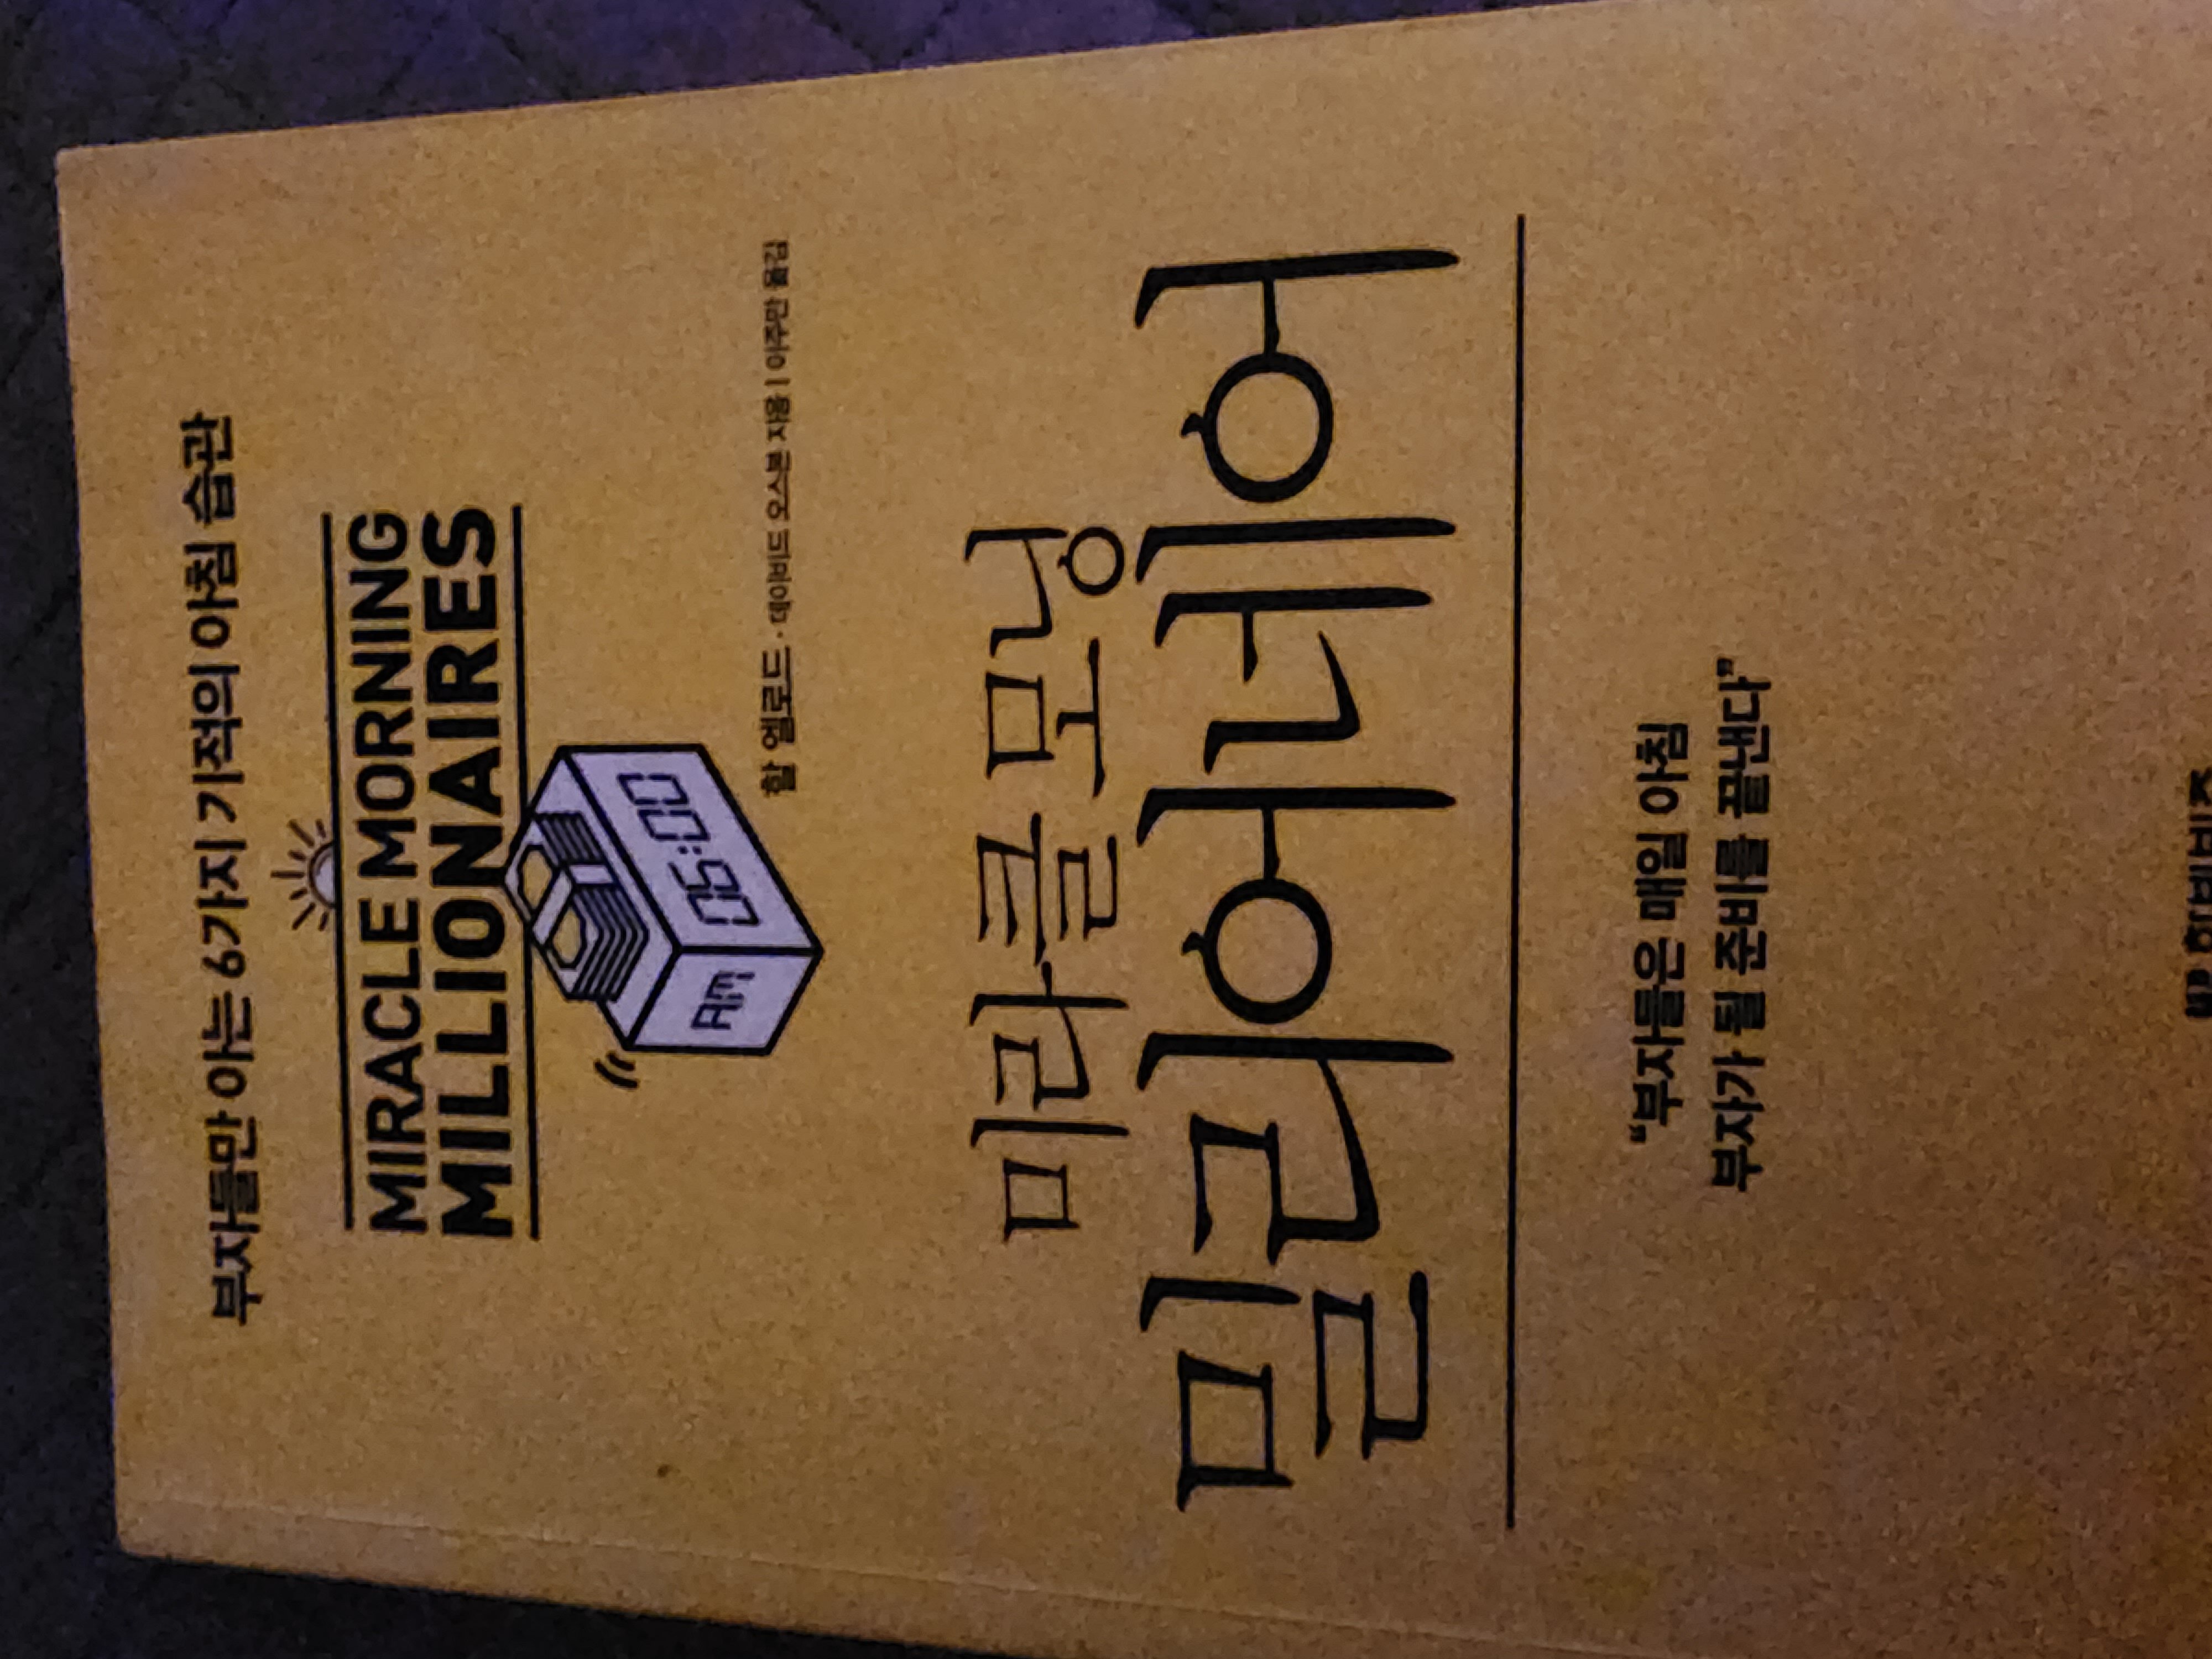 부자들만 아는 6가지 기적의 아침 습관
MIRACLE MORNING
MILLIONAIRES
AM 06:00
할 엘로드 · 데이비드 오스본 지음 | 이주만 옮김
미라클 모닝
밀리어네어
“부자들은 매일 아침
부자가 될 준비를 끝낸다”